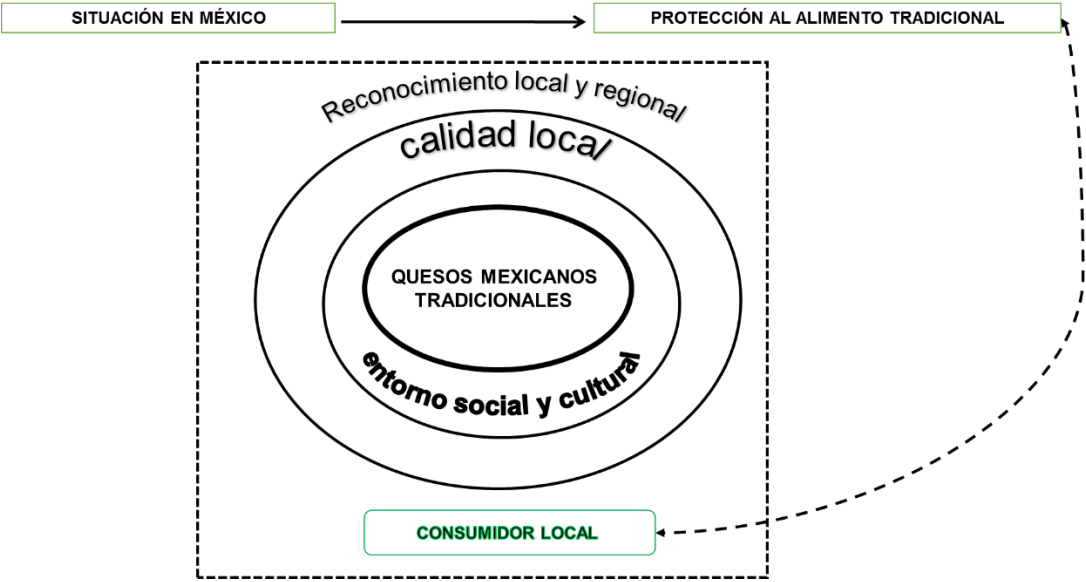 SITUACIÓN EN MÉXICO
PROTECCIÓN AL ALIMENTO TRADICIONAL
Reconocimiento local y regional
calidad local
QUESOS MEXICANOS
TRADICIONALES
entorno social y cultural
CONSUMIDOR LOCAL